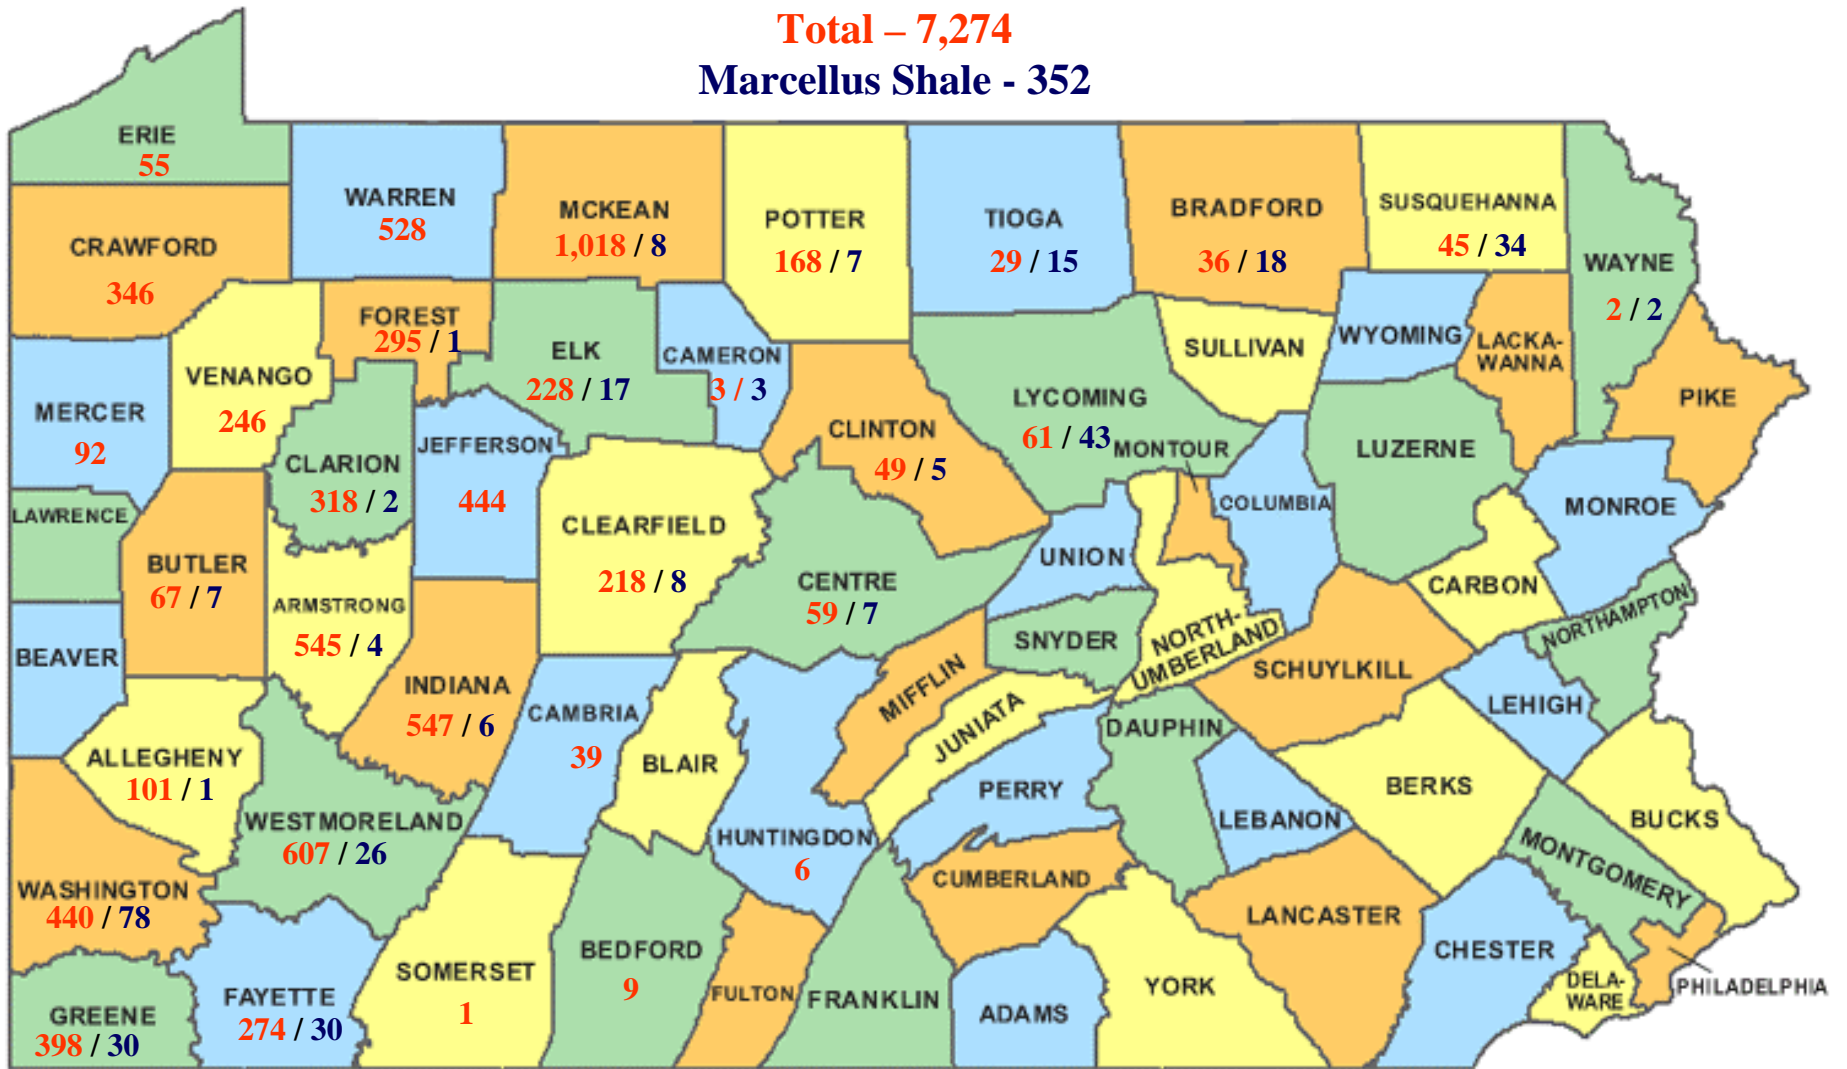 Total – 7,274
Marcellus Shale - 352
ERIE
55
WARREN
528
MCKEAN
1,018 / 8
POTTER
168 / 7
TIOGA
29 / 15
BRADFORD
36 / 18
SUSQUEHANNA
45 / 34
WAYNE
2 / 2
CRAWFORD
346
FOREST
295 / 1
ELK
228 / 17
CAMERON
3 / 3
SULLIVAN
WYOMING
LACKA-
WANNA
PIKE
MERCER
92
VENANGO
246
CLARION
318 / 2
JEFFERSON
444
CLINTON
49 / 5
LYCOMING
61 / 43
MONTOUR
COLUMBIA
LUZERNE
MONROE
LAWRENCE
BUTLER
67 / 7
ARMSTRONG
545 / 4
CLEARFIELD
218 / 8
CENTRE
59 / 7
UNION
CARBON
NORTHAMPTON
BEAVER
INDIANA
547 / 6
CAMBRIA
39
BLAIR
MIFFLIN
SNYDER
NORTH-
UMBERLAND
SCHUYLKILL
LEHIGH
ALLEGHENY
101 / 1
WESTMORELAND
607 / 26
HUNTINGDON
6
JUNIATA
PERRY
DAUPHIN
LEBANON
BERKS
BUCKS
MONTGOMERY
WASHINGTON
440 / 78
CUMBERLAND
LANCASTER
CHESTER
DELA-
WARE
PHILADELPHIA
GREENE
398 / 30
FAYETTE
274 / 30
SOMERSET
1
BEDFORD
9
FULTON
FRANKLIN
ADAMS
YORK